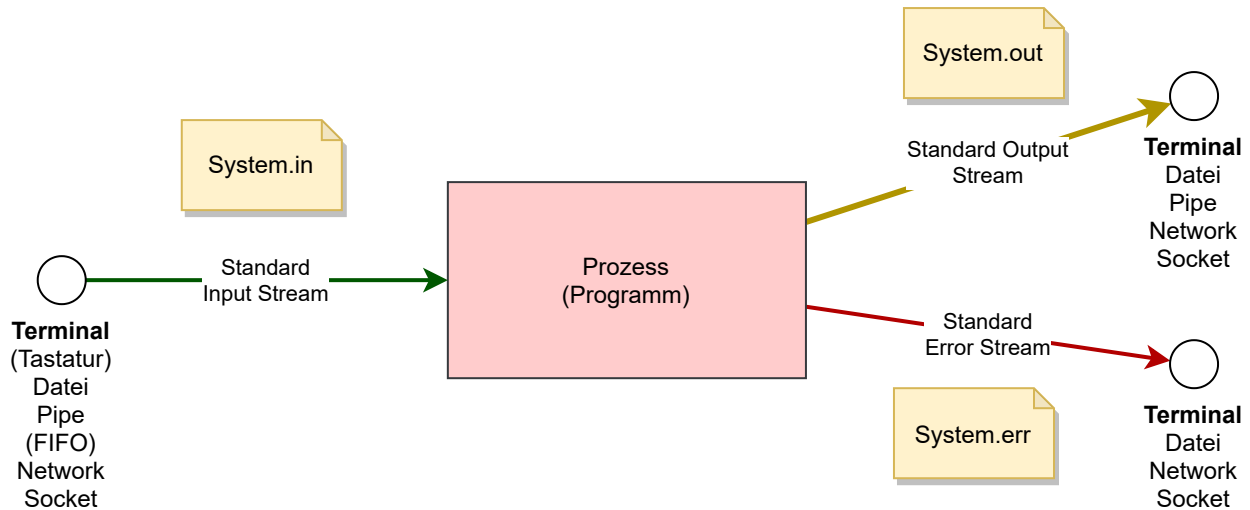 System.out
System.in
Standard Output
Stream
Terminal
Datei
Pipe
Network
Socket
Prozess
(Programm)
Standard
Input Stream
Terminal
(Tastatur)
Datei
Pipe
(FIFO)
Network
Socket
Standard
Error Stream
System.err
Terminal
Datei
Network
Socket